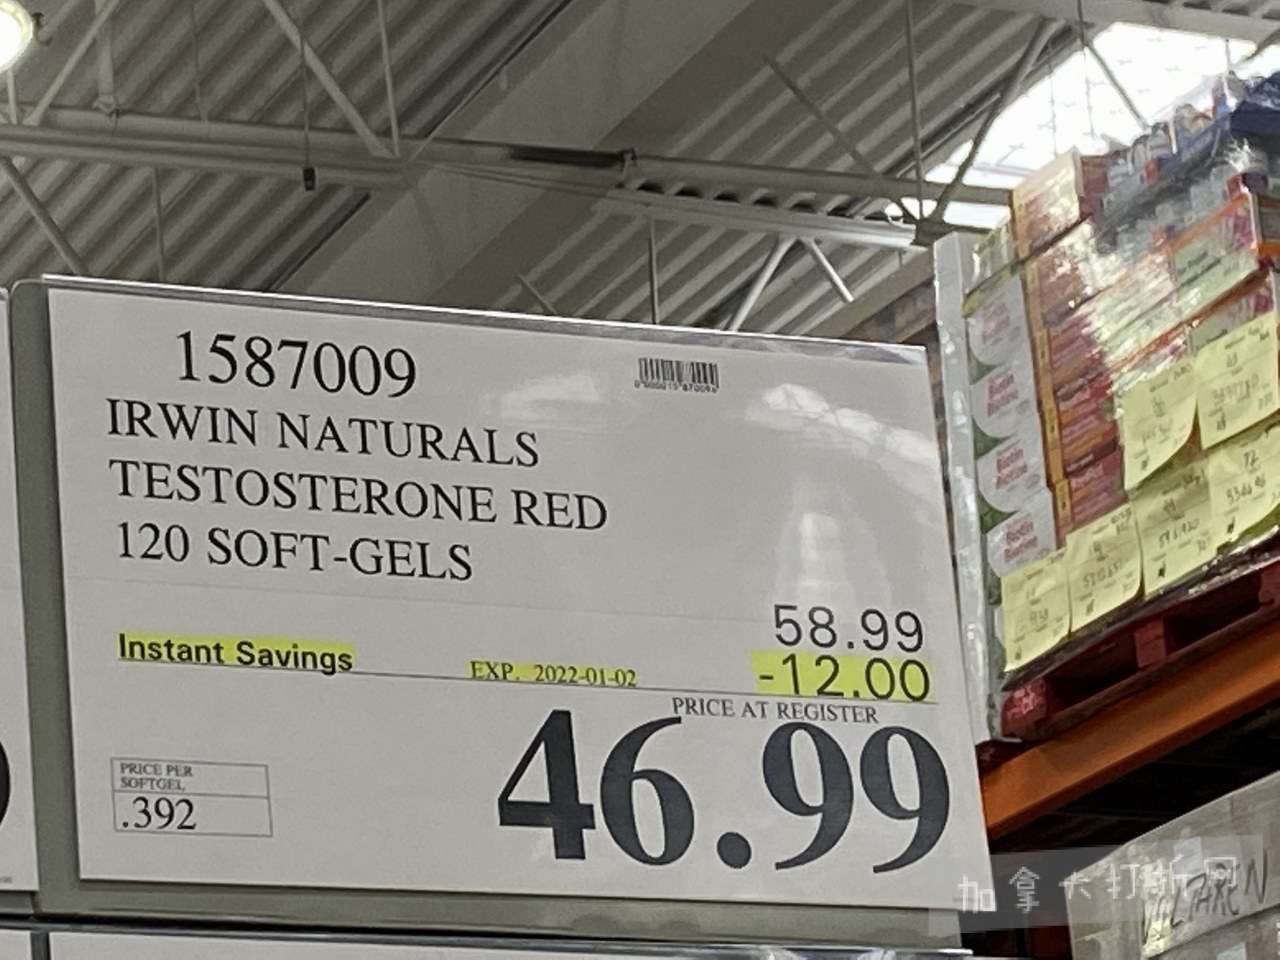 1587009
IRWIN NATURALS
TESTOSTERONE RED
120 SOFT-GELS
58.99
Instant Savings EXP. 2022-01-02 -12.00
PRICE AT REGISTER
46.99
PRICE PER
SOFTGEL
.392
加拿大打折网